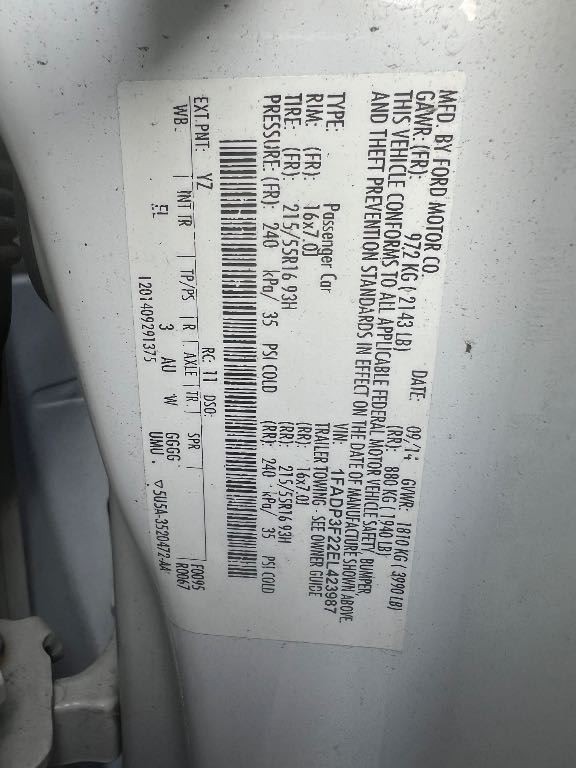 MFD. BY FORD MOTOR CO.
DATE: 09/14 GVWR: 1810 KG ( 3990 LB)
GAWR: (FR): 972 KG ( 2143 LB) (RR): 880 KG ( 1940 LB)
THIS VEHICLE CONFORMS TO ALL APPLICABLE FEDERAL MOTOR VEHICLE SAFETY, BUMPER
AND THEFT PREVENTION STANDARDS IN EFFECT ON THE DATE OF MANUFACTURE SHOWN ABOVE.
VIN: 1FADP3F22EL423987
TYPE: Passenger Car TRAILER TOWING - SEE OWNER GUIDE
RIM: (FR): 16x7.0J (RR): 16x7.0J
TIRE: (FR): 215/55R16 93H (RR): 215/55R16 93H
PRESSURE: (FR): 240 kPa/ 35 PSI COLD (RR): 240 kPa/ 35 PSI COLD
EXT. PNT: YZ RC: 11 DSO: F0095
WB INT TR TP/PS R AXLE TR SPR R0067
EL 3 AU W GGGG UMU.
1201409291375 ▽5U5A-3520472-AA